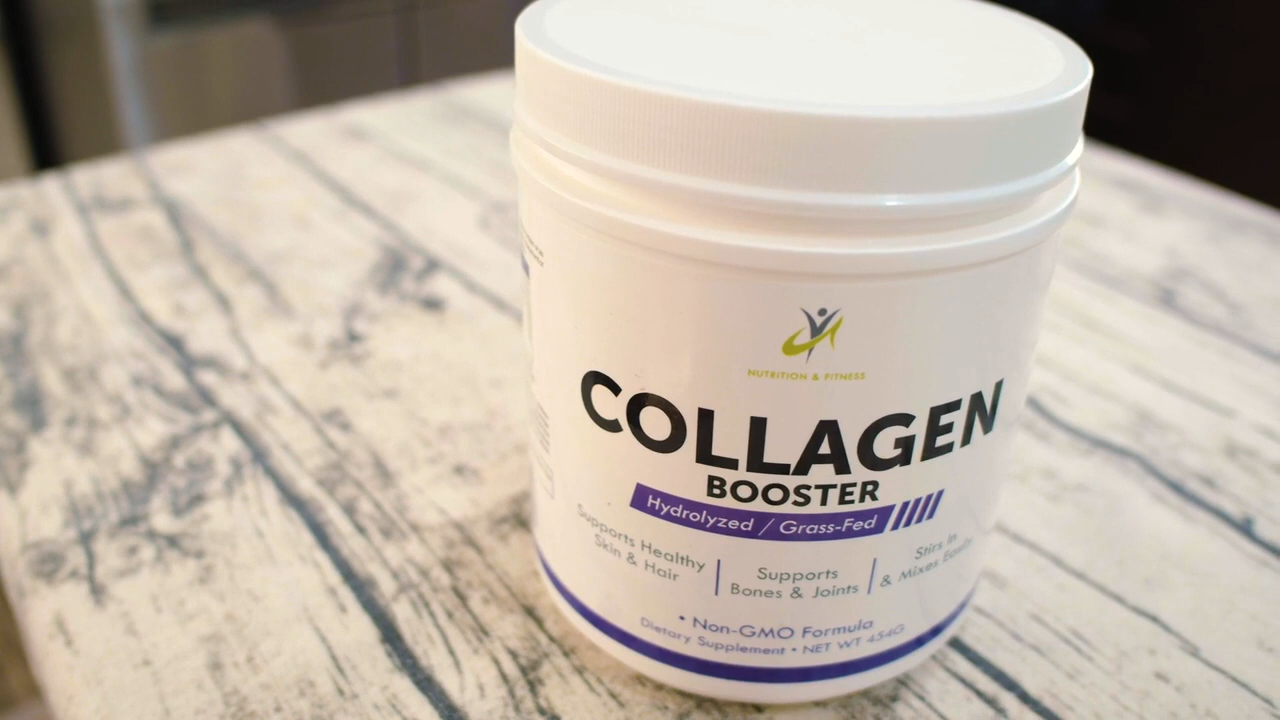 NUTRITION & FITNESS
COLLAGEN
BOOSTER
Hydrolyzed / Grass-Fed
Supports Healthy
Skin & Hair
Supports
Bones & Joints
Stirs In
& Mixes Easily
• Non-GMO Formula
Dietary Supplement • NET WT 454G